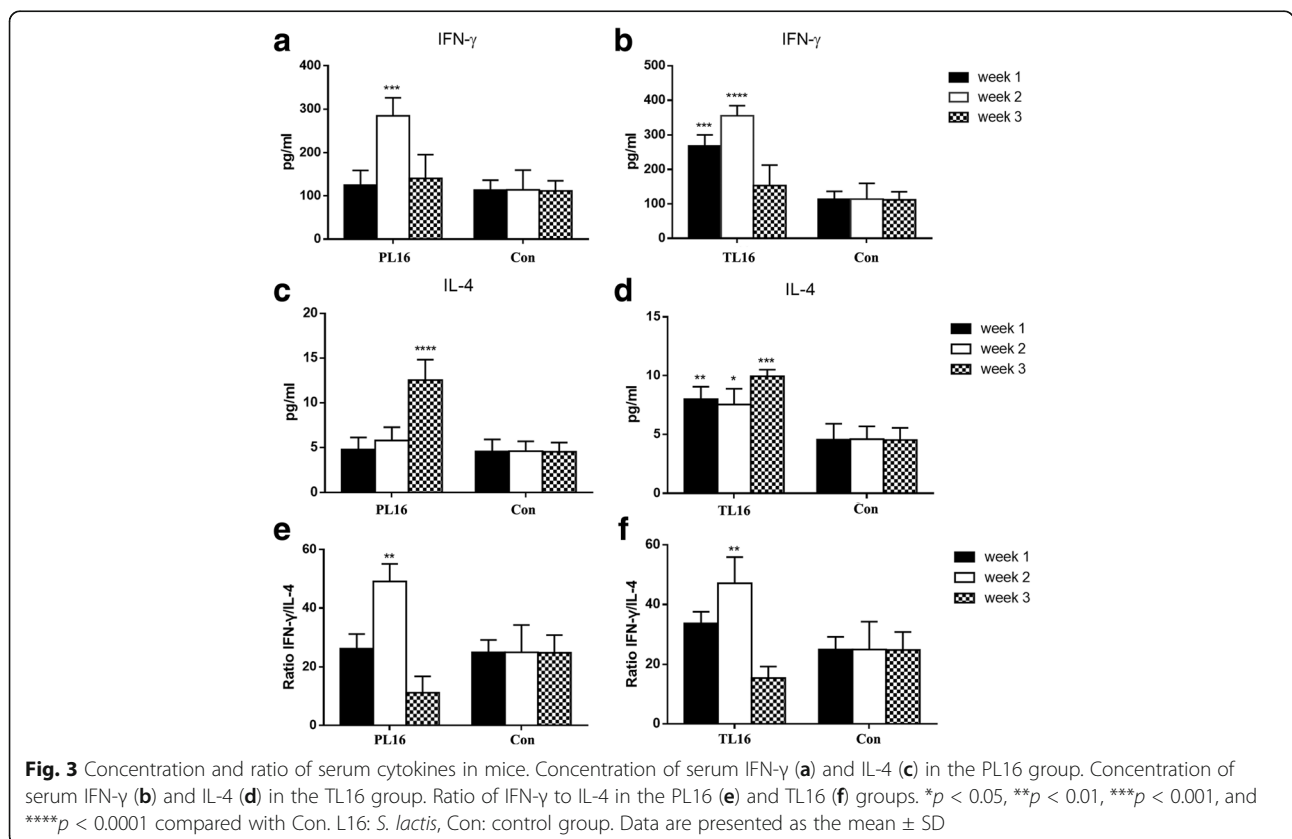 a IFN-γ
400
300
200
100
0
pg/ml
***
PL16 Con
b IFN-γ
500
400
300
200
100
0
pg/ml
*** ****
TL16 Con
week 1
week 2
week 3
c IL-4
20
15
10
5
0
pg/ml
****
PL16 Con
d IL-4
15
10
5
0
pg/ml
** * ***
TL16 Con
week 1
week 2
week 3
e
60
40
20
0
Ratio IFN-γ/IL-4
**
PL16 Con
f
60
40
20
0
Ratio IFN-γ/IL-4
**
TL16 Con
week 1
week 2
week 3
Fig. 3 Concentration and ratio of serum cytokines in mice. Concentration of serum IFN-γ (a) and IL-4 (c) in the PL16 group. Concentration of
serum IFN-γ (b) and IL-4 (d) in the TL16 group. Ratio of IFN-γ to IL-4 in the PL16 (e) and TL16 (f) groups. *p < 0.05, **p < 0.01, ***p < 0.001, and
****p < 0.0001 compared with Con. L16: S. lactis, Con: control group. Data are presented as the mean ± SD